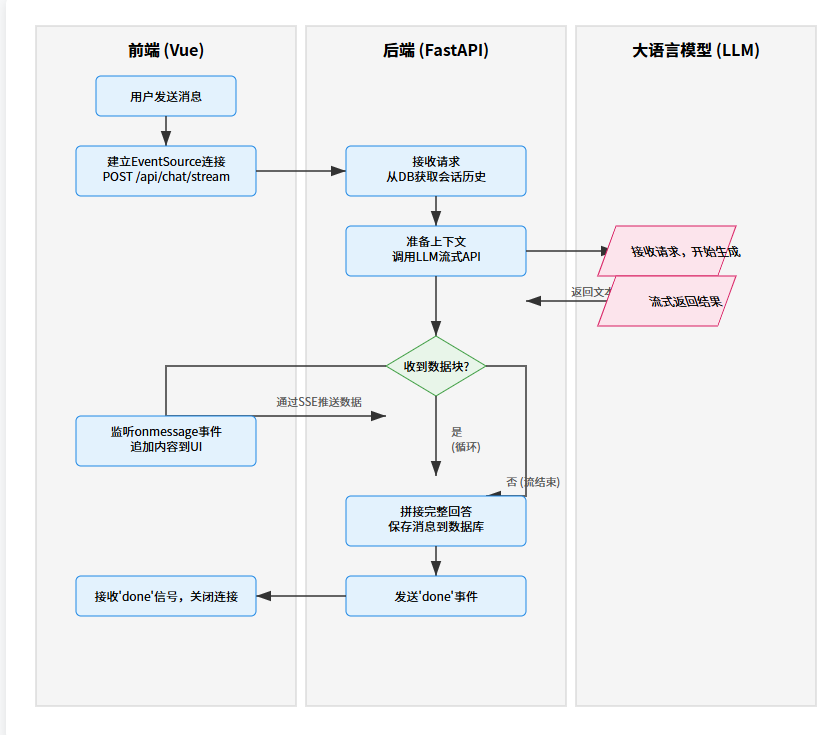 前端 (Vue)
后端 (FastAPI)
大语言模型 (LLM)
用户发送消息
建立EventSource连接
POST /api/chat/stream
接收请求
从DB获取会话历史
准备上下文
调用LLM流式API
接收请求，开始生成
返回文本
流式返回结果
收到数据块?
通过SSE推送数据
监听onmessage事件
追加内容到UI
是
(循环)
否 (流结束)
拼接完整回答
保存消息到数据库
接收'done'信号，关闭连接
发送'done'事件